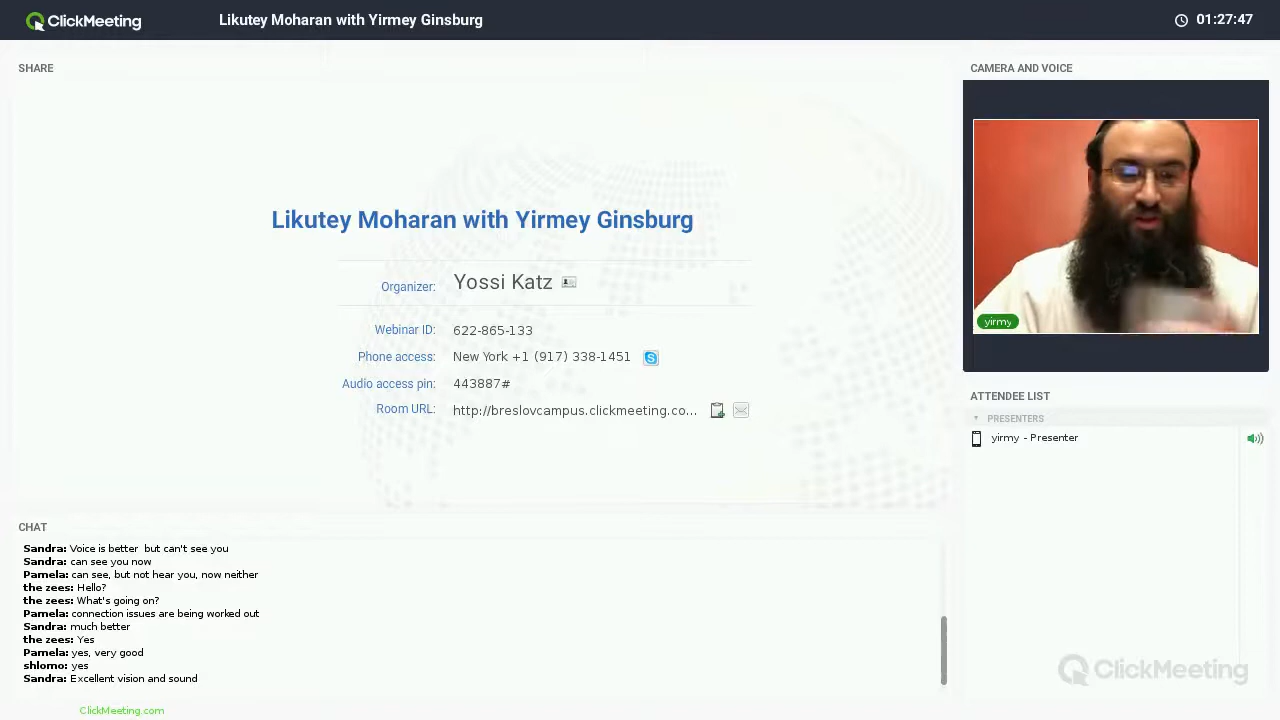 ClickMeeting
Likutey Moharan with Yirmey Ginsburg
01:27:47
SHARE
Likutey Moharan with Yirmey Ginsburg
Organizer: Yossi Katz
Webinar ID: 622-865-133
Phone access: New York +1 (917) 338-1451
Audio access pin: 443887#
Room URL: http://breslovcampus.clickmeeting.co...
CAMERA AND VOICE
yirmy
ATTENDEE LIST
PRESENTERS
yirmy - Presenter
CHAT
Sandra: Voice is better but can't see you
Sandra: can see you now
Pamela: can see, but not hear you, now neither
the zees: Hello?
the zees: What's going on?
Pamela: connection issues are being worked out
Sandra: much better
the zees: Yes
Pamela: yes, very good
shlomo: yes
Sandra: Excellent vision and sound
ClickMeeting
ClickMeeting.com